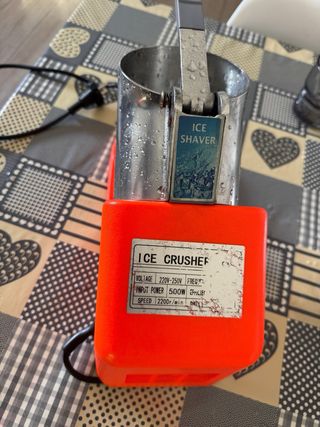 ICE
SHAVER
ICE CRUSHER
VOLTAGE 220V-250V
INPUT POWER 500W
SPEED 2200r/min